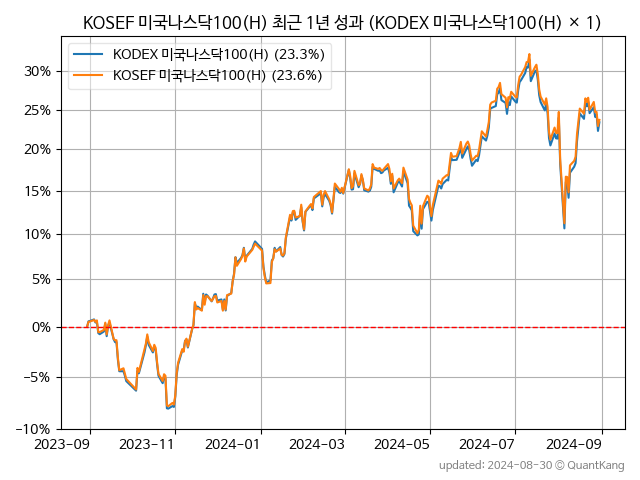 KOSEF 미국나스닥100(H) 최근 1년 성과 (KODEX 미국나스닥100(H) × 1)
KODEX 미국나스닥100(H) (23.3%)
KOSEF 미국나스닥100(H) (23.6%)
30%
25%
20%
15%
10%
5%
0%
−5%
−10%
2023-09 2023-11 2024-01 2024-03 2024-05 2024-07 2024-09
updated: 2024-08-30 © QuantKang